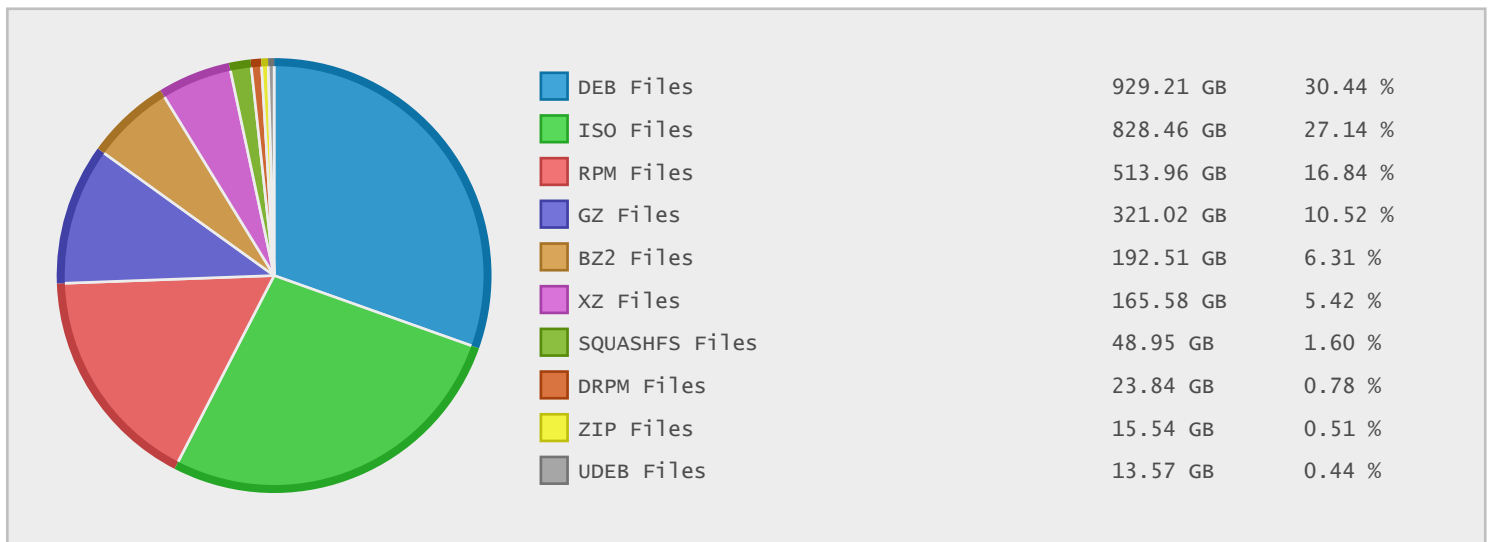 DEB Files 929.21 GB 30.44 %
ISO Files 828.46 GB 27.14 %
RPM Files 513.96 GB 16.84 %
GZ Files 321.02 GB 10.52 %
BZ2 Files 192.51 GB 6.31 %
XZ Files 165.58 GB 5.42 %
SQUASHFS Files 48.95 GB 1.60 %
DRPM Files 23.84 GB 0.78 %
ZIP Files 15.54 GB 0.51 %
UDEB Files 13.57 GB 0.44 %